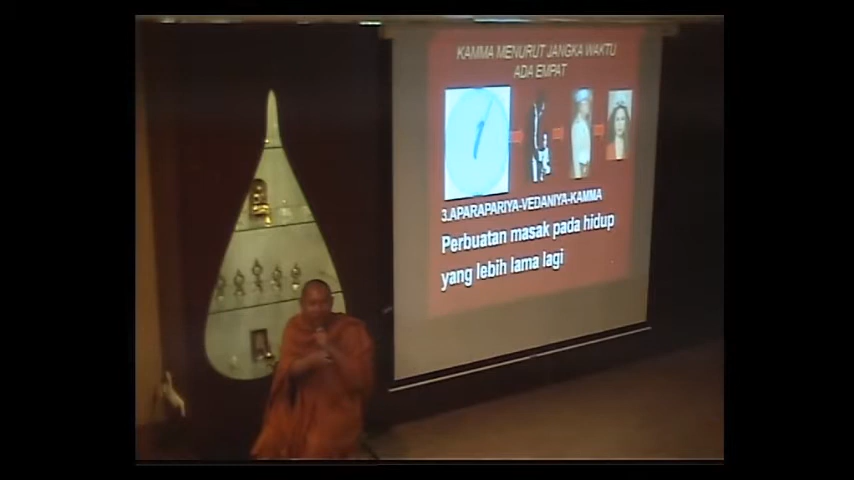 KAMMA MENURUT JANGKA WAKTU
ADA EMPAT
3.APARAPARIYA-VEDANIYA-KAMMA
Perbuatan masak pada hidup
yang lebih lama lagi